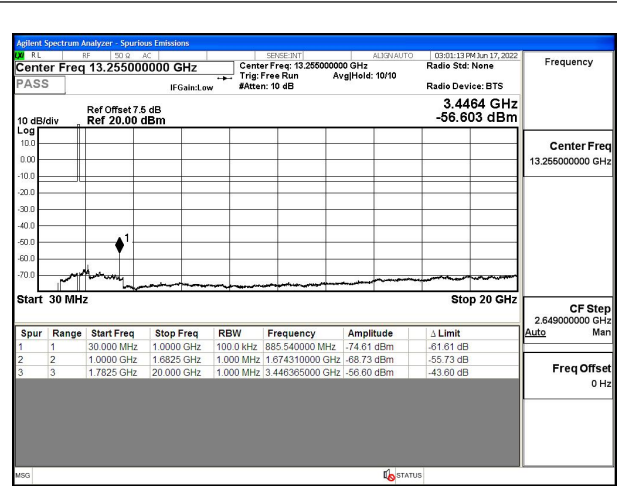 Agilent Spectrum Analyzer - Spurious Emissions
RL RF 50 Ω AC SENSE:INT ALIGNAUTO 03:01:13 PM Jun 17, 2022
Center Freq 13.255000000 GHz Center Freq: 13.255000000 GHz Radio Std: None
Trig: Free Run Avg|Hold: 10/10
PASS IFGain:Low #Atten: 10 dB Radio Device: BTS
Frequency
3.4464 GHz
-56.603 dBm
Ref Offset 7.5 dB
10 dB/div Ref 20.00 dBm
Log
10.0
0.00
-10.0
-20.0
-30.0
-40.0
-50.0
-60.0
-70.0
1
Start 30 MHz Stop 20 GHz
Center Freq
13.255000000 GHz
CF Step
2.649000000 GHz
Auto Man
Freq Offset
0 Hz
Spur Range Start Freq Stop Freq RBW Frequency Amplitude Δ Limit
1 1 30.000 MHz 1.0000 GHz 100.0 kHz 885.540000 MHz -74.61 dBm -61.61 dB
2 2 1.0000 GHz 1.6825 GHz 1.000 MHz 1.674310000 GHz -68.73 dBm -55.73 dB
3 3 1.7825 GHz 20.000 GHz 1.000 MHz 3.446365000 GHz -56.60 dBm -43.60 dB
MSG STATUS